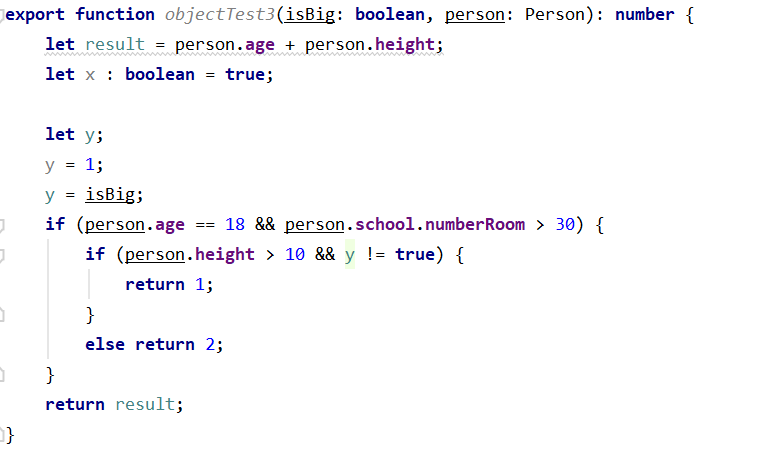 export function objectTest3(isBig: boolean, person: Person): number {
    let result = person.age + person.height;
    let x : boolean = true;

    let y;
    y = 1;
    y = isBig;
    if (person.age == 18 && person.school.numberRoom > 30) {
        if (person.height > 10 && y != true) {
            return 1;
        }
        else return 2;
    }
    return result;
}